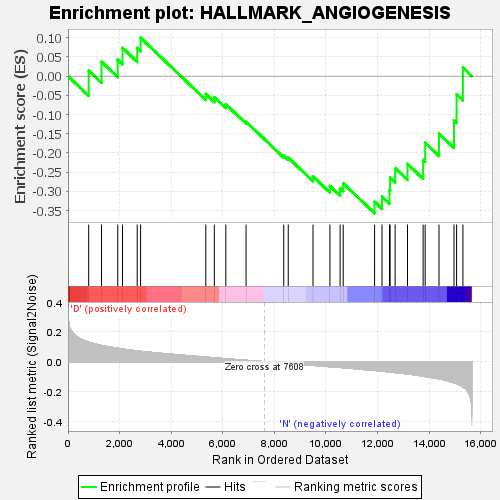 Enrichment plot: HALLMARK_ANGIOGENESIS
Enrichment score (ES)
0.10
0.05
0.00
-0.05
-0.10
-0.15
-0.20
-0.25
-0.30
-0.35
Ranked list metric (Signal2Noise)
0.4
0.2
0.0
-0.2
-0.4
'D' (positively correlated)
Zero cross at 7608
'N' (negatively correlated)
0 2,000 4,000 6,000 8,000 10,000 12,000 14,000 16,000
Rank in Ordered Dataset
Enrichment profile Hits Ranking metric scores